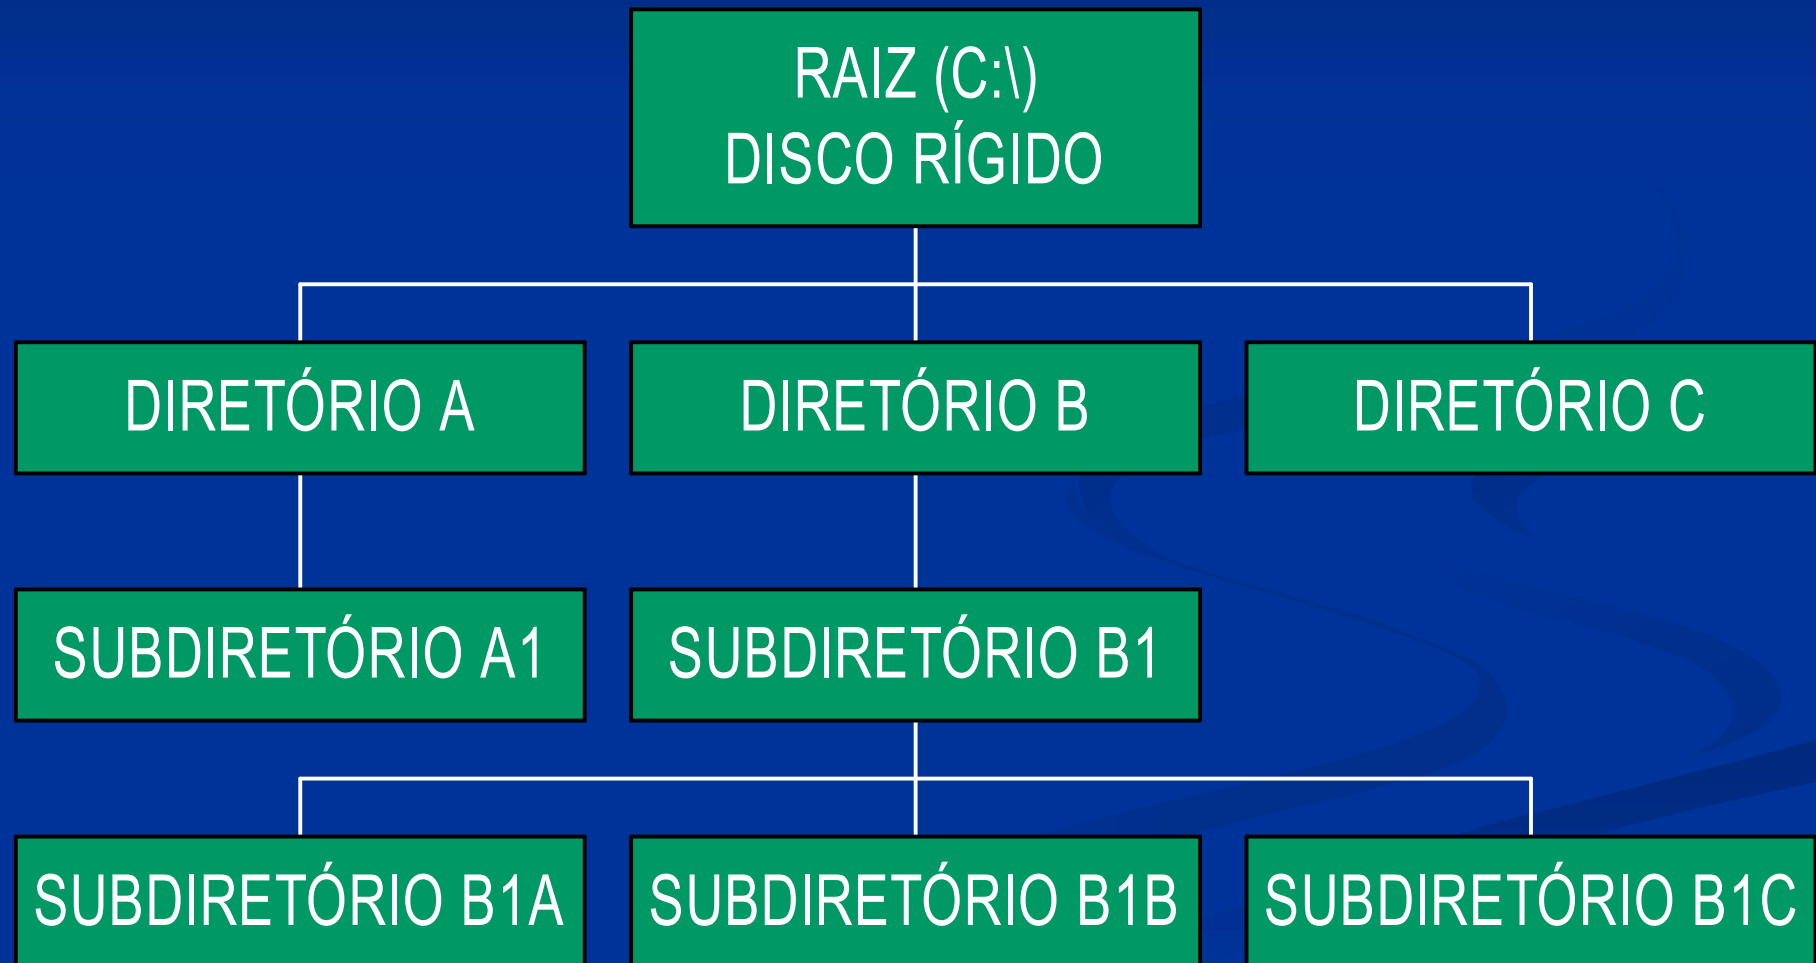 RAIZ (C:\)
DISCO RÍGIDO
DIRETÓRIO A
DIRETÓRIO B
DIRETÓRIO C
SUBDIRETÓRIO A1
SUBDIRETÓRIO B1
SUBDIRETÓRIO B1A
SUBDIRETÓRIO B1B
SUBDIRETÓRIO B1C